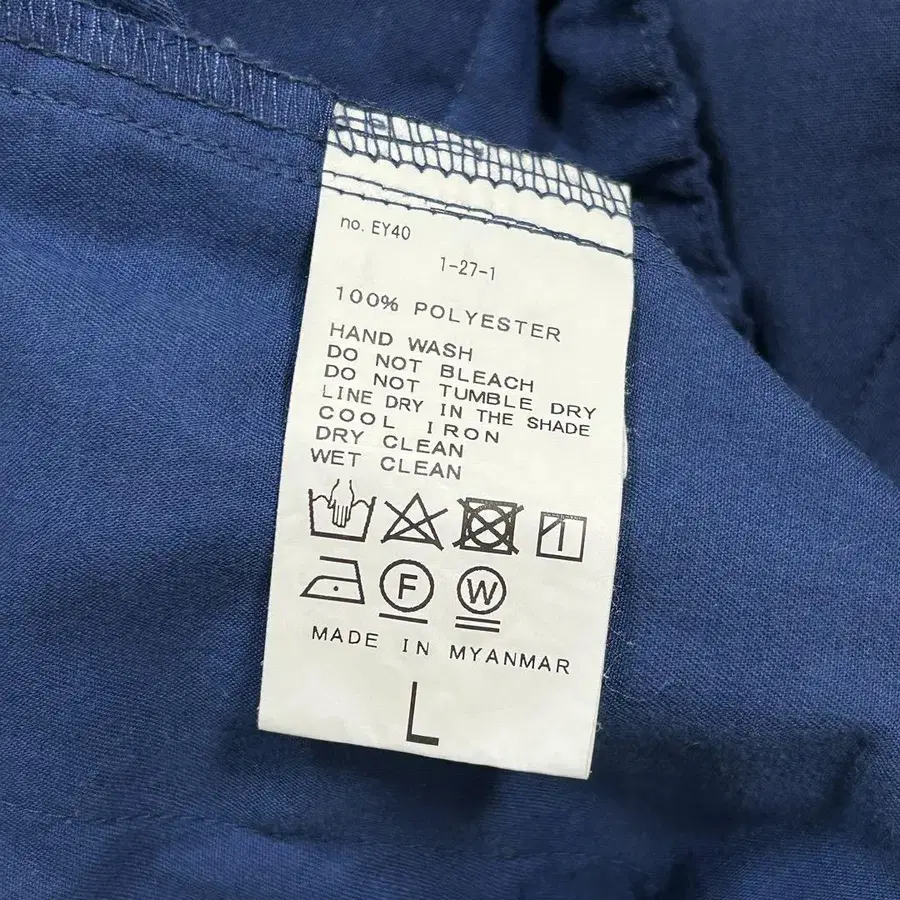 no. EY40
1-27-1
100% POLYESTER
HAND WASH
DO NOT BLEACH
DO NOT TUMBLE DRY
LINE DRY IN THE SHADE
COOL IRON
DRY CLEAN
WET CLEAN
F W
MADE IN MYANMAR
L